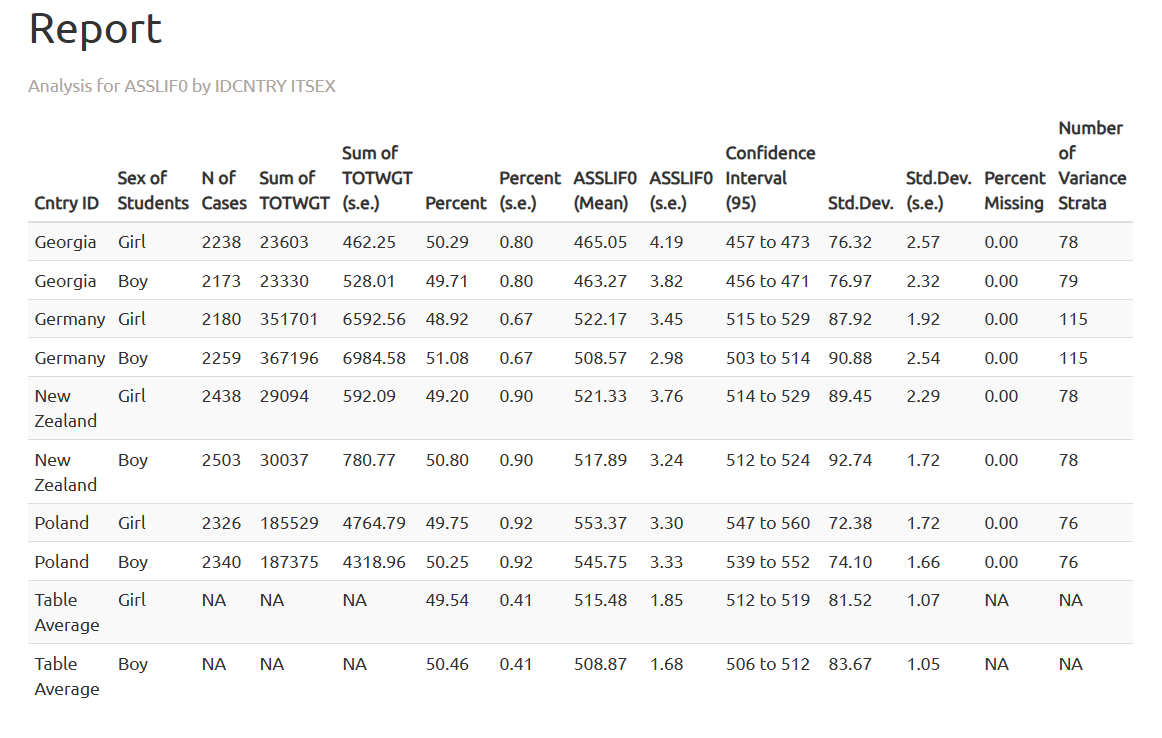 Report
Analysis for ASSLIF0 by IDCNTRY ITSEX
Cntry ID Sex of Students N of Cases Sum of TOTWGT Sum of TOTWGT (s.e.) Percent Percent (s.e.) ASSLIF0 (Mean) ASSLIF0 (s.e.) Confidence Interval (95) Std.Dev. Std.Dev. (s.e.) Percent Missing Number of Variance Strata
Georgia Girl 2238 23603 462.25 50.29 0.80 465.05 4.19 457 to 473 76.32 2.57 0.00 78
Georgia Boy 2173 23330 528.01 49.71 0.80 463.27 3.82 456 to 471 76.97 2.32 0.00 79
Germany Girl 2180 351701 6592.56 48.92 0.67 522.17 3.45 515 to 529 87.92 1.92 0.00 115
Germany Boy 2259 367196 6984.58 51.08 0.67 508.57 2.98 503 to 514 90.88 2.54 0.00 115
New Zealand Girl 2438 29094 592.09 49.20 0.90 521.33 3.76 514 to 529 89.45 2.29 0.00 78
New Zealand Boy 2503 30037 780.77 50.80 0.90 517.89 3.24 512 to 524 92.74 1.72 0.00 78
Poland Girl 2326 185529 4764.79 49.75 0.92 553.37 3.30 547 to 560 72.38 1.72 0.00 76
Poland Boy 2340 187375 4318.96 50.25 0.92 545.75 3.33 539 to 552 74.10 1.66 0.00 76
Table Average Girl NA NA NA 49.54 0.41 515.48 1.85 512 to 519 81.52 1.07 NA NA
Table Average Boy NA NA NA 50.46 0.41 508.87 1.68 506 to 512 83.67 1.05 NA NA